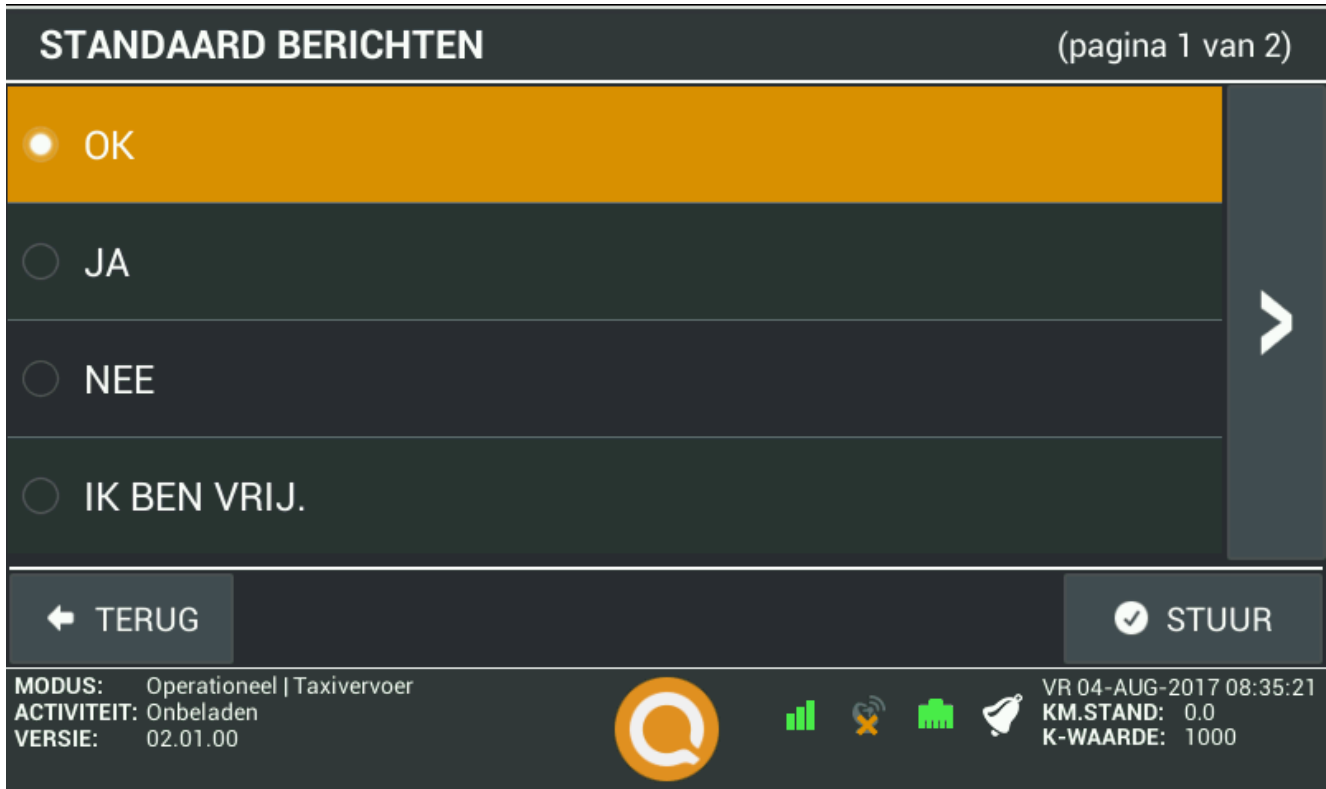 STANDAARD BERICHTEN (pagina 1 van 2)
OK
JA
NEE
IK BEN VRIJ.
TERUG STUUR
MODUS: Operationeel | Taxivervoer
ACTIVITEIT: Onbeladen
VERSIE: 02.01.00
VR 04-AUG-2017 08:35:21
KM.STAND: 0.0
K-WAARDE: 1000